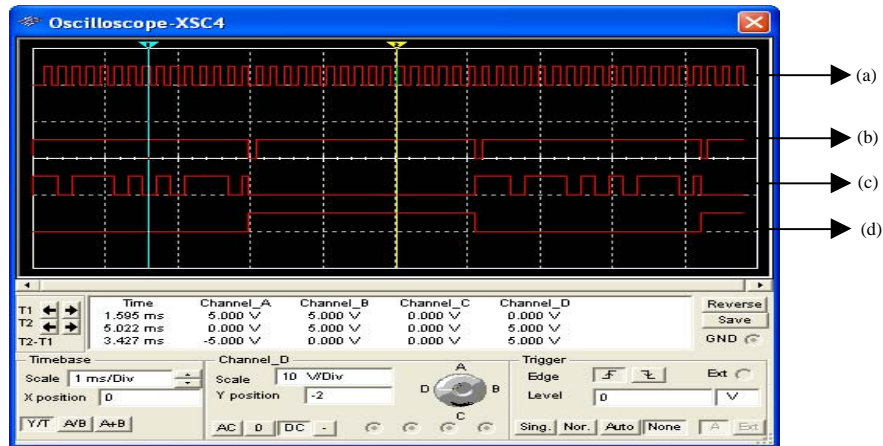 Oscilloscope-XSC4
(a)
(b)
(c)
(d)
Time Channel_A Channel_B Channel_C Channel_D
T1 1.595 ms 5.000 V 5.000 V 0.000 V 0.000 V
T2 5.022 ms 0.000 V 5.000 V 0.000 V 5.000 V
T2-T1 3.427 ms -5.000 V 0.000 V 0.000 V 5.000 V
Reverse
Save
GND
Timebase
Scale 1 ms/Div
X position 0
Y/T A/B A+B
Channel_D
Scale 10 V/Div
Y position -2
AC 0 DC -
A
B
C
D
Trigger
Edge Ext
Level 0 V
Sing. Nor. Auto None A Ext